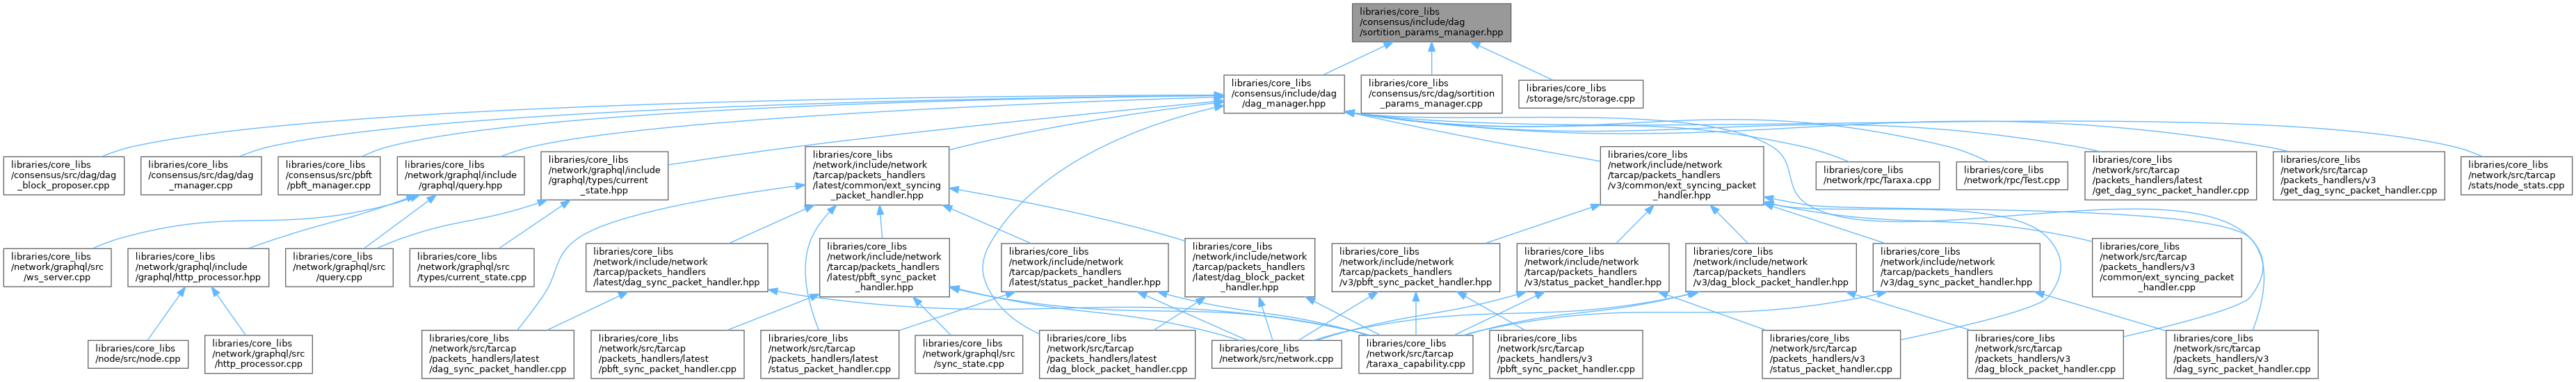 libraries/core_libs
/consensus/include/dag
/sortition_params_manager.hpp
libraries/core_libs
/consensus/include/dag
/dag_manager.hpp
libraries/core_libs
/consensus/src/dag/sortition
_params_manager.cpp
libraries/core_libs
/storage/src/storage.cpp
libraries/core_libs
/consensus/src/dag/dag
_block_proposer.cpp
libraries/core_libs
/consensus/src/dag/dag
_manager.cpp
libraries/core_libs
/consensus/src/pbft
/pbft_manager.cpp
libraries/core_libs
/network/graphql/include
/graphql/query.hpp
libraries/core_libs
/network/graphql/include
/graphql/types/current
_state.hpp
libraries/core_libs
/network/include/network
/tarcap/packets_handlers
/latest/common/ext_syncing
_packet_handler.hpp
libraries/core_libs
/network/include/network
/tarcap/packets_handlers
/v3/common/ext_syncing_packet
_handler.hpp
libraries/core_libs
/network/rpc/Taraxa.cpp
libraries/core_libs
/network/rpc/Test.cpp
libraries/core_libs
/network/src/tarcap
/packets_handlers/latest
/get_dag_sync_packet_handler.cpp
libraries/core_libs
/network/src/tarcap
/packets_handlers/v3
/get_dag_sync_packet_handler.cpp
libraries/core_libs
/network/src/tarcap
/stats/node_stats.cpp
libraries/core_libs
/network/graphql/src
/ws_server.cpp
libraries/core_libs
/network/graphql/include
/graphql/http_processor.hpp
libraries/core_libs
/network/graphql/src
/query.cpp
libraries/core_libs
/network/graphql/src
/types/current_state.cpp
libraries/core_libs
/network/include/network
/tarcap/packets_handlers
/latest/dag_sync_packet_handler.hpp
libraries/core_libs
/network/include/network
/tarcap/packets_handlers
/latest/pbft_sync_packet
_handler.hpp
libraries/core_libs
/network/include/network
/tarcap/packets_handlers
/latest/status_packet_handler.hpp
libraries/core_libs
/network/include/network
/tarcap/packets_handlers
/latest/dag_block_packet
_handler.hpp
libraries/core_libs
/network/include/network
/tarcap/packets_handlers
/v3/pbft_sync_packet_handler.hpp
libraries/core_libs
/network/include/network
/tarcap/packets_handlers
/v3/status_packet_handler.hpp
libraries/core_libs
/network/include/network
/tarcap/packets_handlers
/v3/dag_block_packet_handler.hpp
libraries/core_libs
/network/include/network
/tarcap/packets_handlers
/v3/dag_sync_packet_handler.hpp
libraries/core_libs
/network/src/tarcap
/packets_handlers/v3
/common/ext_syncing_packet
_handler.cpp
libraries/core_libs
/node/src/node.cpp
libraries/core_libs
/network/graphql/src
/http_processor.cpp
libraries/core_libs
/network/src/tarcap
/packets_handlers/latest
/dag_sync_packet_handler.cpp
libraries/core_libs
/network/src/tarcap
/packets_handlers/latest
/pbft_sync_packet_handler.cpp
libraries/core_libs
/network/src/tarcap
/packets_handlers/latest
/status_packet_handler.cpp
libraries/core_libs
/network/graphql/src
/sync_state.cpp
libraries/core_libs
/network/src/tarcap
/packets_handlers/latest
/dag_block_packet_handler.cpp
libraries/core_libs
/network/src/network.cpp
libraries/core_libs
/network/src/tarcap
/taraxa_capability.cpp
libraries/core_libs
/network/src/tarcap
/packets_handlers/v3
/pbft_sync_packet_handler.cpp
libraries/core_libs
/network/src/tarcap
/packets_handlers/v3
/status_packet_handler.cpp
libraries/core_libs
/network/src/tarcap
/packets_handlers/v3
/dag_block_packet_handler.cpp
libraries/core_libs
/network/src/tarcap
/packets_handlers/v3
/dag_sync_packet_handler.cpp